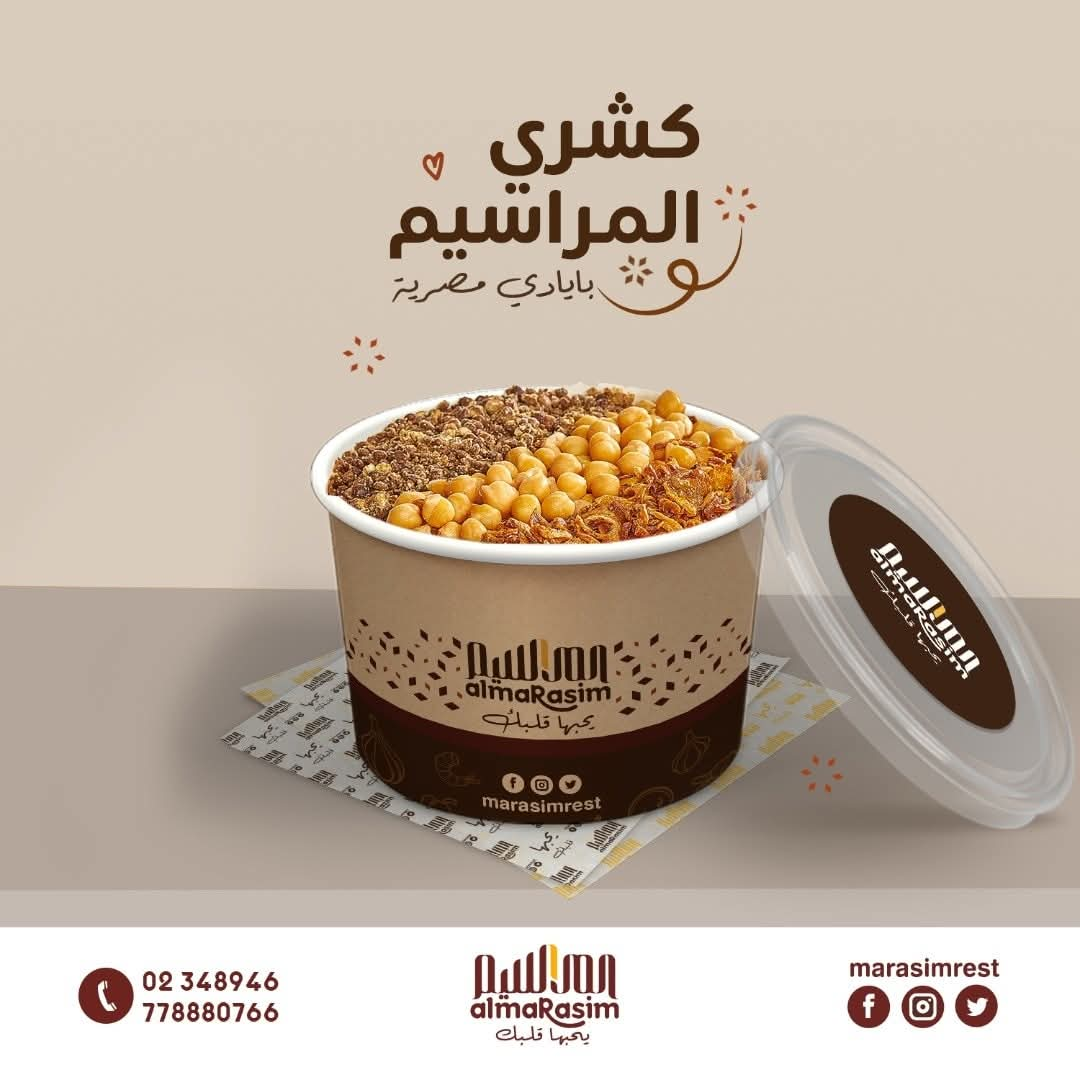 كشري
المراسيم
بايادي مصرية
المراسيم
almaRasim
يحبها قلبك
المراسيم
almaRasim
يحبها قلبك
marasimrest
02 348946
778880766
المراسيم
almaRasim
يحبها قلبك
marasimrest